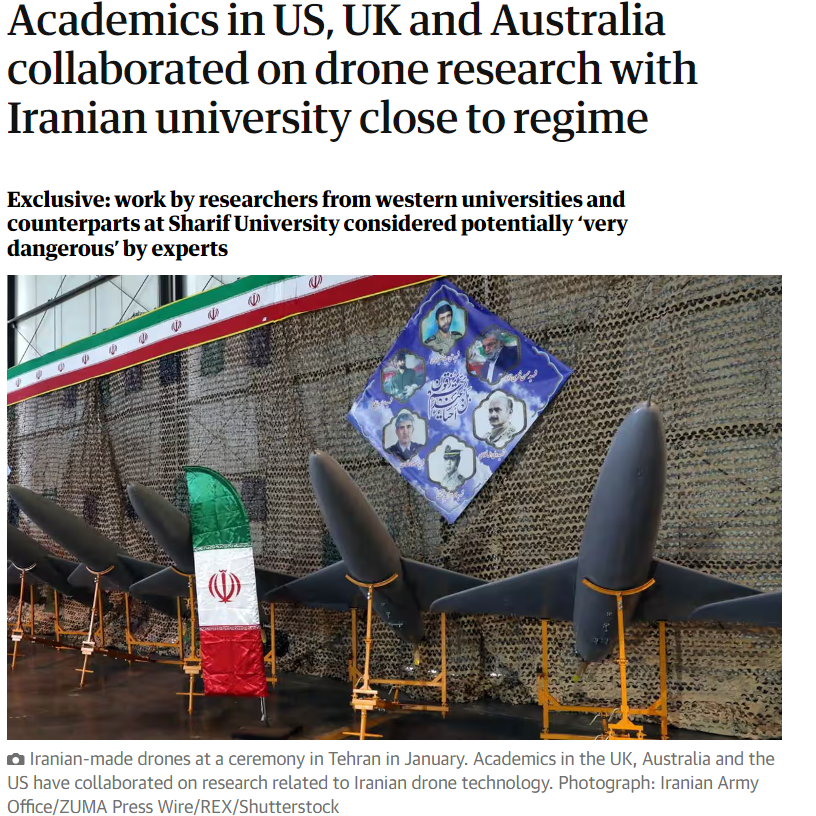 Academics in US, UK and Australia
collaborated on drone research with
Iranian university close to regime
Exclusive: work by researchers from western universities and
counterparts at Sharif University considered potentially ‘very
dangerous’ by experts
Iranian-made drones at a ceremony in Tehran in January. Academics in the UK, Australia and the
US have collaborated on research related to Iranian drone technology. Photograph: Iranian Army
Office/ZUMA Press Wire/REX/Shutterstock